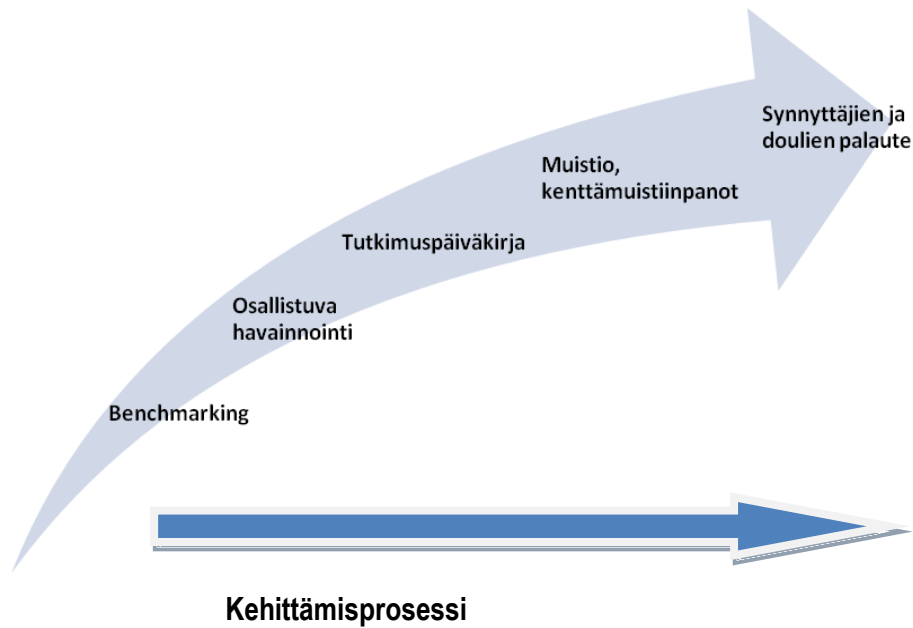 Synnyttäjien ja
doulien palaute
Muistio,
kenttämuistiinpanot
Tutkimuspäiväkirja
Osallistuva
havainnointi
Benchmarking
Kehittämisprosessi